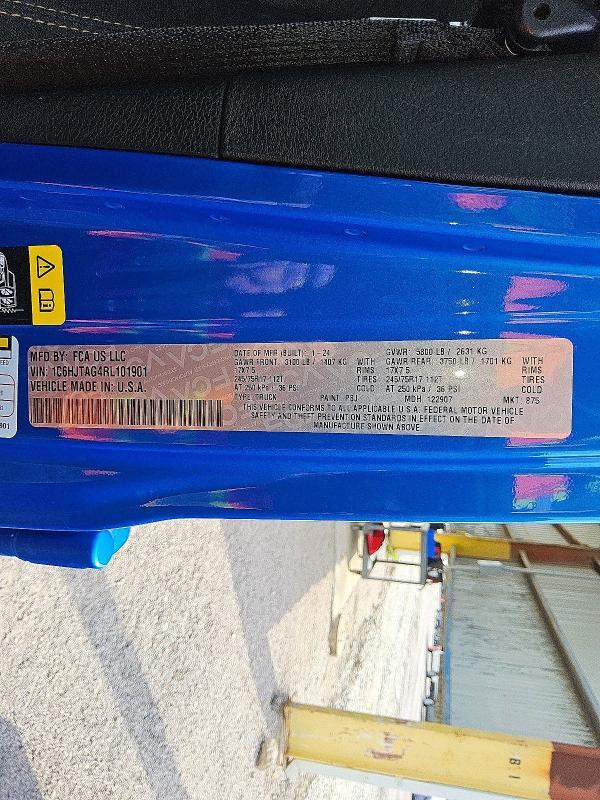 MFD BY: FCA US LLC
VIN: 1C6HJTAG4RL101901
VEHICLE MADE IN U.S.A.
DATE OF MFR (BUILT): 1-24 GVWR: 5800 LB / 2631 KG
GAWR FRONT: 3100 LB / 1407 KG GAWR REAR: 3750 LB / 1701 KG
17X7.5 RIMS 17X7.5 RIMS
245/75R17 112T TIRES 245/75R17 112T TIRES
AT 250 kPa / 36 PSI COLD AT 250 kPa / 36 PSI COLD
TYPE: TRUCK PAINT: PBJ MDH: 122907 MKT: 875
THIS VEHICLE CONFORMS TO ALL APPLICABLE U.S.A. FEDERAL MOTOR VEHICLE
SAFETY AND THEFT PREVENTION STANDARDS IN EFFECT ON THE DATE OF
MANUFACTURE SHOWN ABOVE.
901
B1